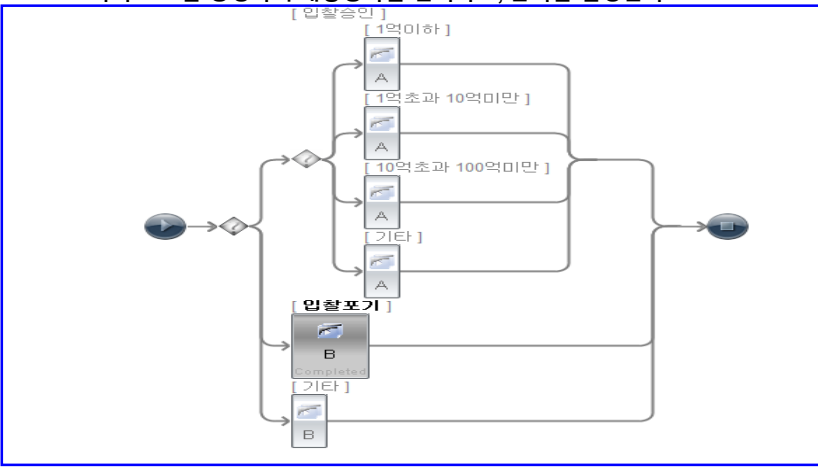 [ 입찰승인 ]
[ 1억미하 ]
A
[ 1억초과 10억미만 ]
A
[ 10억초과 100억미만 ]
A
[ 기타 ]
A
[ 입찰포기 ]
B
Completed
[ 기타 ]
B